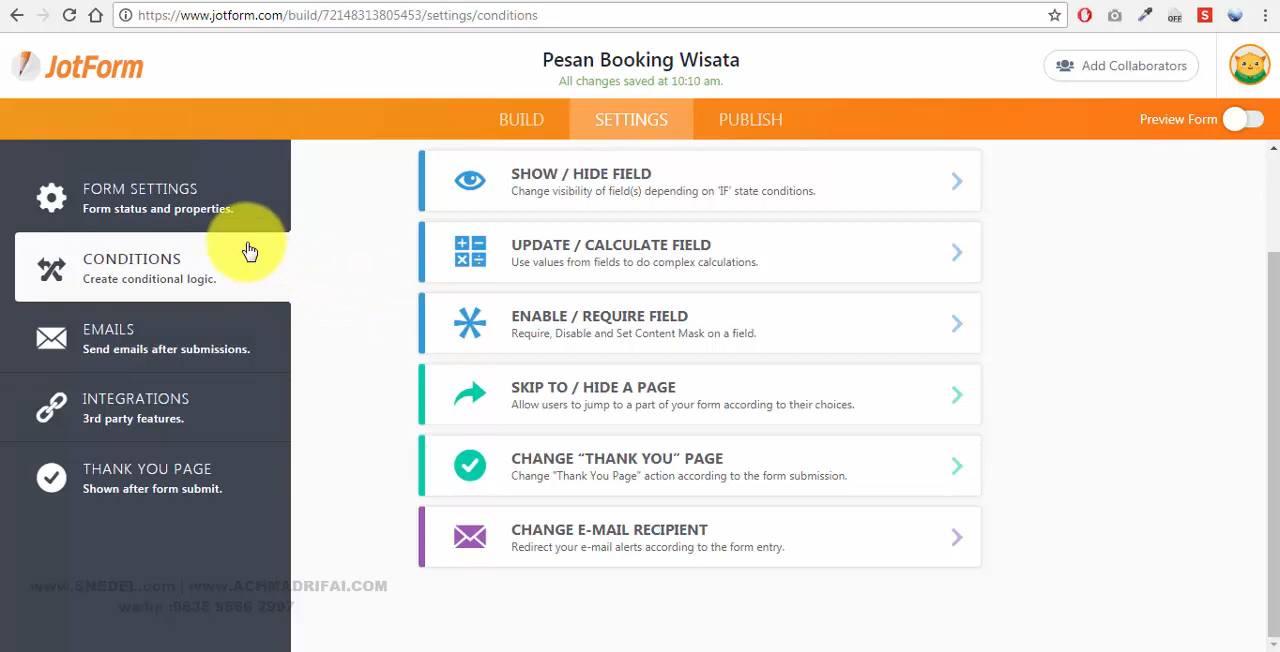 https://www.jotform.com/build/72148313805453/settings/conditions
OFF
S
JotForm
Pesan Booking Wisata
All changes saved at 10:10 am.
Add Collaborators
BUILD
SETTINGS
PUBLISH
Preview Form
FORM SETTINGS
Form status and properties.
CONDITIONS
Create conditional logic.
EMAILS
Send emails after submissions.
INTEGRATIONS
3rd party features.
THANK YOU PAGE
Shown after form submit.
SHOW / HIDE FIELD
Change visibility of field(s) depending on 'IF' state conditions.
UPDATE / CALCULATE FIELD
Use values from fields to do complex calculations.
ENABLE / REQUIRE FIELD
Require, Disable and Set Content Mask on a field.
SKIP TO / HIDE A PAGE
Allow users to jump to a part of your form according to their choices.
CHANGE “THANK YOU” PAGE
Change "Thank You Page" action according to the form submission.
CHANGE E-MAIL RECIPIENT
Redirect your e-mail alerts according to the form entry.
www.SNEDEL.com | www.ACHMADRIFAI.COM